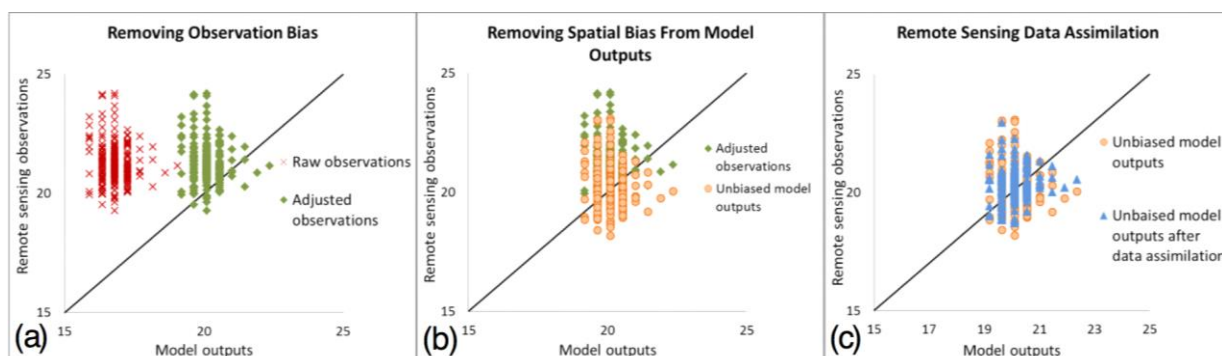 Removing Observation Bias
25
20
15
15
20
25
Remote sensing observations
Model outputs
Raw observations
Adjusted
observations
(a)
Removing Spatial Bias From Model
Outputs
25
20
15
15
20
25
Remote sensing observations
Model outputs
Adjusted
observations
Unbiased model
outputs
(b)
Remote Sensing Data Assimilation
25
20
15
15
17
19
21
23
25
Remote sensing observations
Model outputs
Unbiased model
outputs
Unbaised model
outputs after
data assimilation
(c)